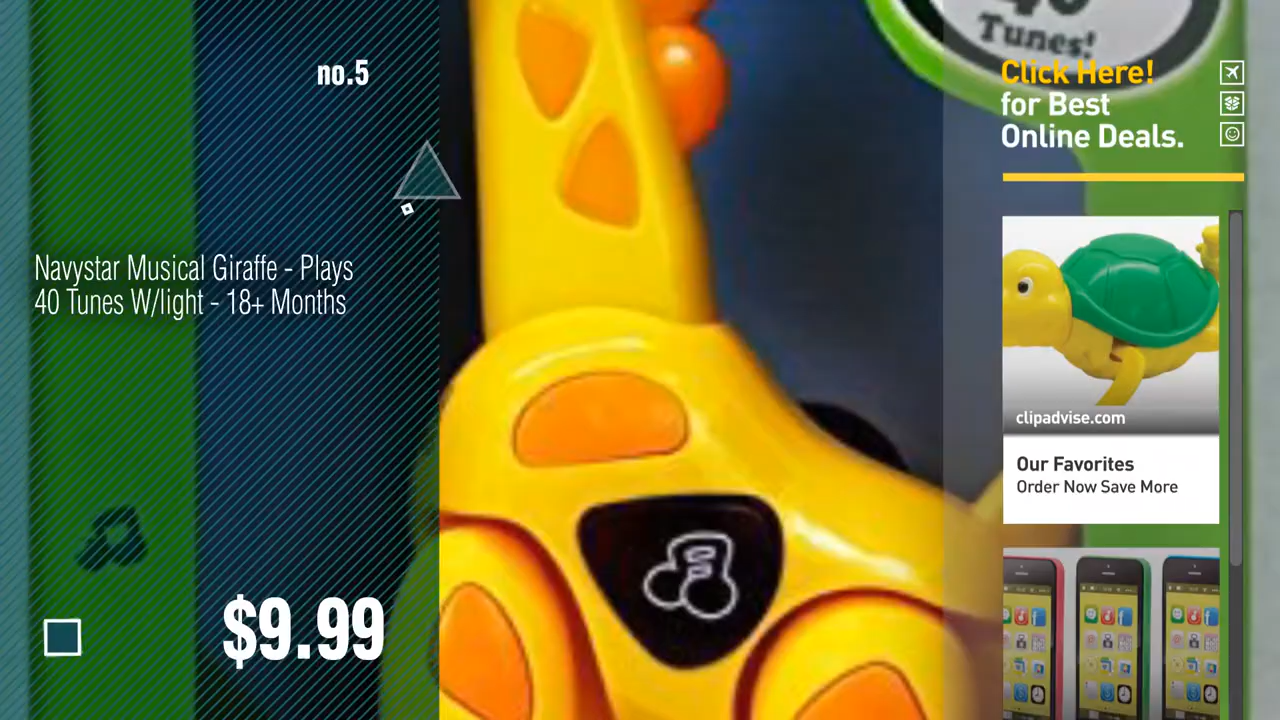 no.5
Navystar Musical Giraffe - Plays
40 Tunes W/light - 18+ Months
$9.99
40
Tunes!
Click Here!
for Best
Online Deals.
clipadvise.com
Our Favorites
Order Now Save More